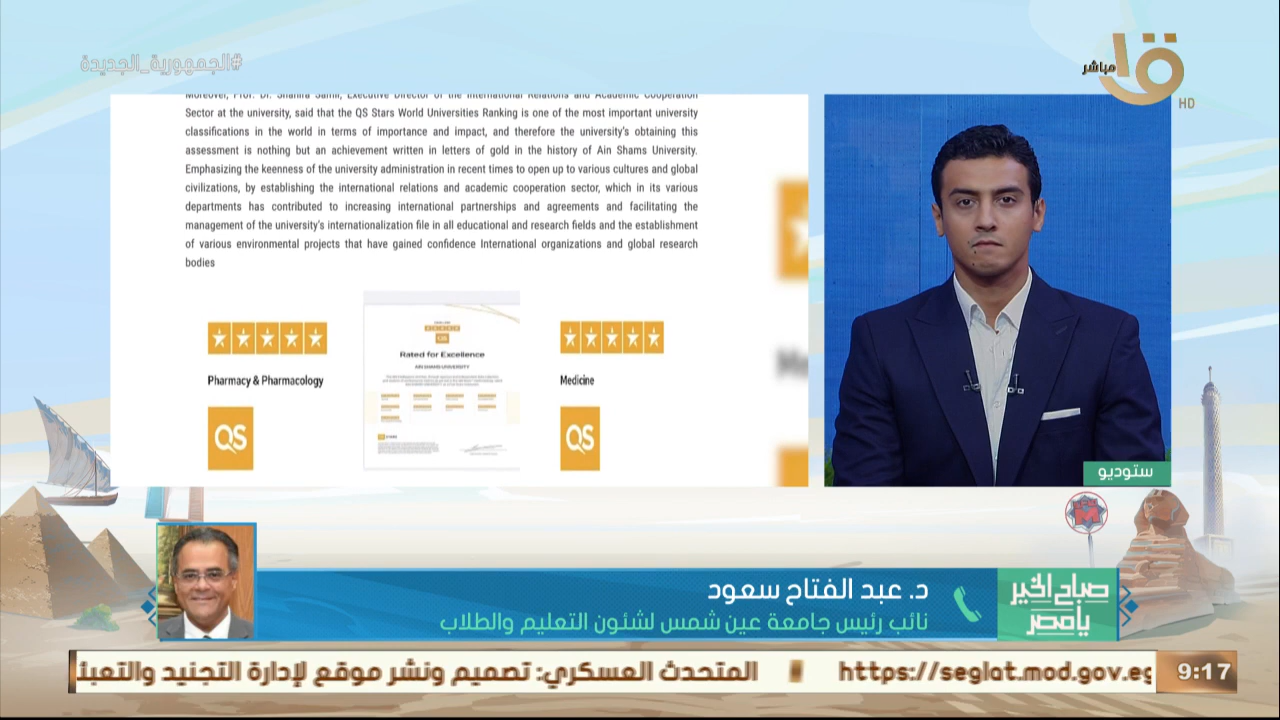 #الجمهورية_الجديدة
مباشر
HD
Moreover, Prof. Dr. Shahira Samir, Executive Director of the International Relations and Academic Cooperation
Sector at the university, said that the QS Stars World Universities Ranking is one of the most important university
classifications in the world in terms of importance and impact, and therefore the university's obtaining this
assessment is nothing but an achievement written in letters of gold in the history of Ain Shams University.
Emphasizing the keenness of the university administration in recent times to open up to various cultures and global
civilizations, by establishing the international relations and academic cooperation sector, which in its various
departments has contributed to increasing international partnerships and agreements and facilitating the
management of the university's internationalization file in all educational and research fields and the establishment
of various environmental projects that have gained confidence International organizations and global research
bodies
Pharmacy & Pharmacology
QS
QS
Rated for Excellence
AIN SHAMS UNIVERSITY
Medicine
QS
ستوديو
د. عبد الفتاح سعود
نائب رئيس جامعة عين شمس لشئون التعليم والطلاب
صباح الخير
يا مصر
https://seglat.mod.gov.eg
المتحدث العسكري: تصميم ونشر موقع لإدارة التجنيد والتعبئ
9:17